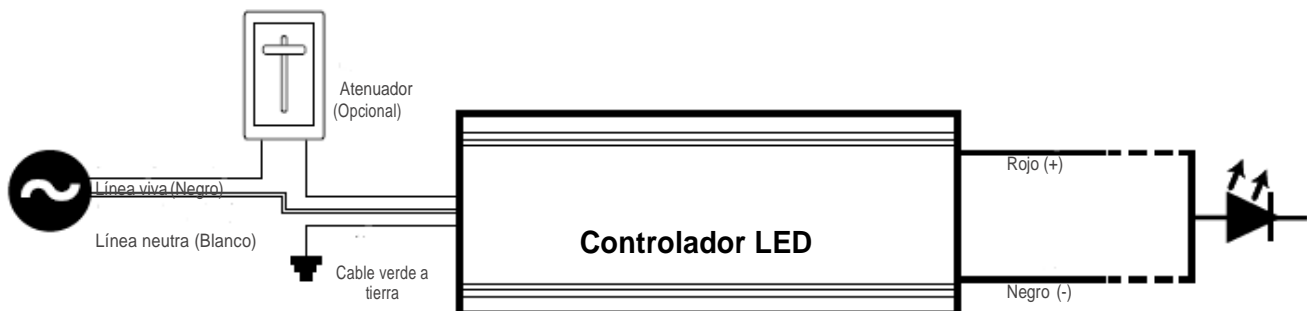 Atenuador
(Opcional)
Línea viva (Negro)
Línea neutra (Blanco)
Cable verde a
tierra
Controlador LED
Rojo (+)
Negro (-)